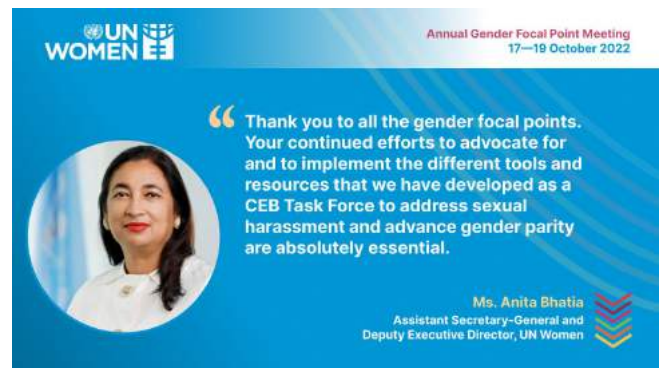 UN
WOMEN
Annual Gender Focal Point Meeting
17—19 October 2022
“ Thank you to all the gender focal points.
Your continued efforts to advocate for
and to implement the different tools and
resources that we have developed as a
CEB Task Force to address sexual
harassment and advance gender parity
are absolutely essential.
Ms. Anita Bhatia
Assistant Secretary–General and
Deputy Executive Director, UN Women